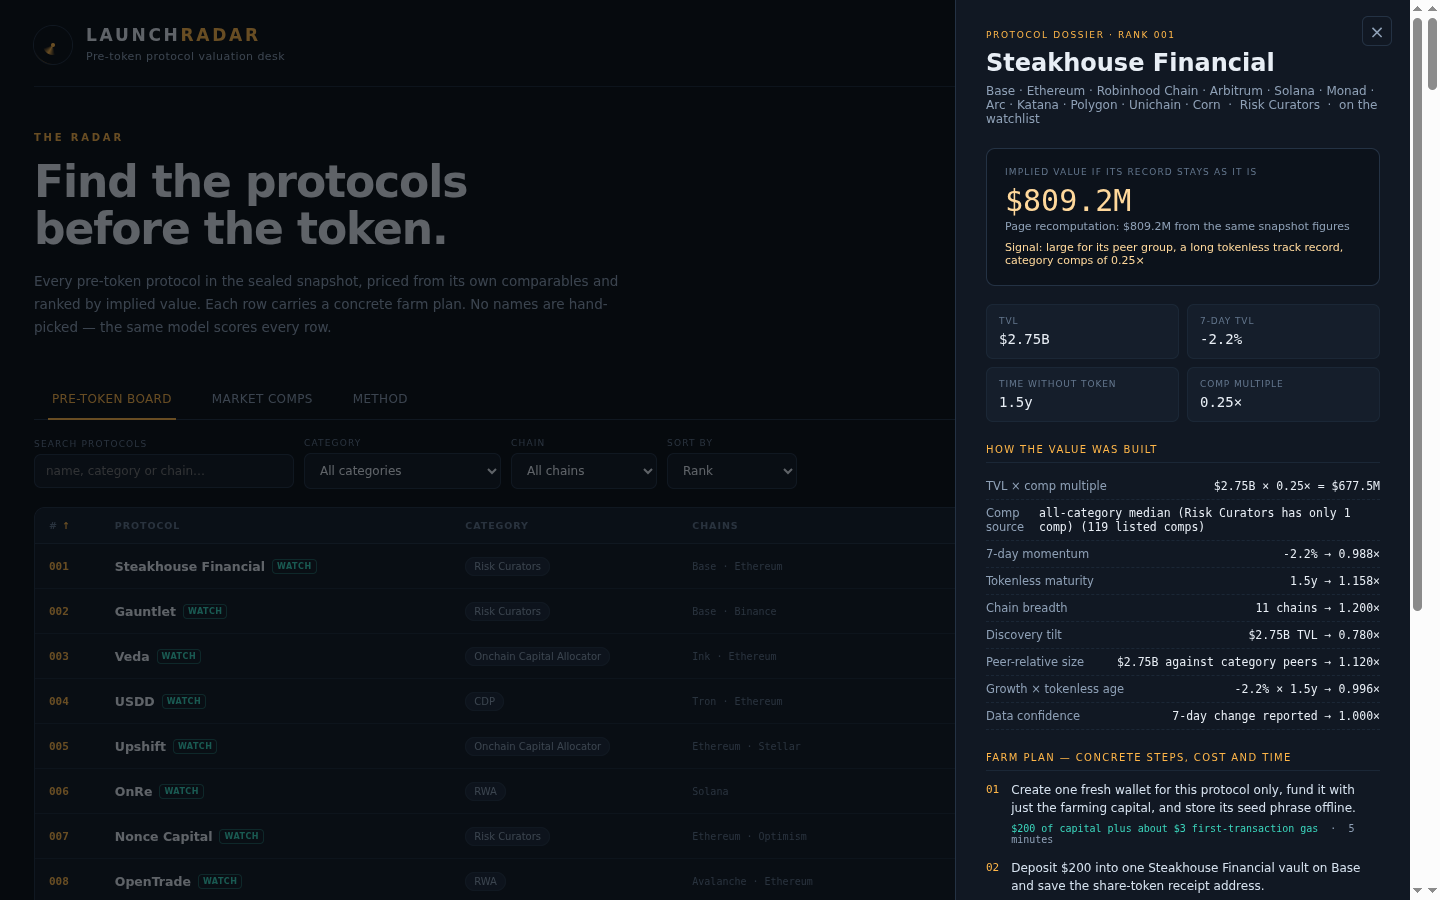 LAUNCHRADAR
Pre-token protocol valuation desk
THE RADAR
Find the protocols
before the token.
Every pre-token protocol in the sealed snapshot, priced from its own comparables and
ranked by implied value. Each row carries a concrete farm plan. No names are hand-
picked — the same model scores every row.
PRE-TOKEN BOARD MARKET COMPS METHOD
SEARCH PROTOCOLS CATEGORY CHAIN SORT BY
name, category or chain... All categories All chains Rank
# ↑ PROTOCOL CATEGORY CHAINS
001 Steakhouse Financial WATCH Risk Curators Base · Ethereum
002 Gauntlet WATCH Risk Curators Base · Binance
003 Veda WATCH Onchain Capital Allocator Ink · Ethereum
004 USDD WATCH CDP Tron · Ethereum
005 Upshift WATCH Onchain Capital Allocator Ethereum · Stellar
006 OnRe WATCH RWA Solana
007 Nonce Capital WATCH Risk Curators Ethereum · Optimism
008 OpenTrade WATCH RWA Avalanche · Ethereum
PROTOCOL DOSSIER · RANK 001
×
Steakhouse Financial
Base · Ethereum · Robinhood Chain · Arbitrum · Solana · Monad ·
Arc · Katana · Polygon · Unichain · Corn · Risk Curators · on the
watchlist
IMPLIED VALUE IF ITS RECORD STAYS AS IT IS
$809.2M
Page recomputation: $809.2M from the same snapshot figures
Signal: large for its peer group, a long tokenless track record,
category comps of 0.25×
TVL 7-DAY TVL
$2.75B -2.2%
TIME WITHOUT TOKEN COMP MULTIPLE
1.5y 0.25×
HOW THE VALUE WAS BUILT
TVL × comp multiple $2.75B × 0.25× = $677.5M
Comp source all-category median (Risk Curators has only 1
comp) (119 listed comps)
7-day momentum -2.2% → 0.988×
Tokenless maturity 1.5y → 1.158×
Chain breadth 11 chains → 1.200×
Discovery tilt $2.75B TVL → 0.780×
Peer-relative size $2.75B against category peers → 1.120×
Growth × tokenless age -2.2% × 1.5y → 0.996×
Data confidence 7-day change reported → 1.000×
FARM PLAN — CONCRETE STEPS, COST AND TIME
01 Create one fresh wallet for this protocol only, fund it with
just the farming capital, and store its seed phrase offline.
$200 of capital plus about $3 first-transaction gas · 5
minutes
02 Deposit $200 into one Steakhouse Financial vault on Base
and save the share-token receipt address.